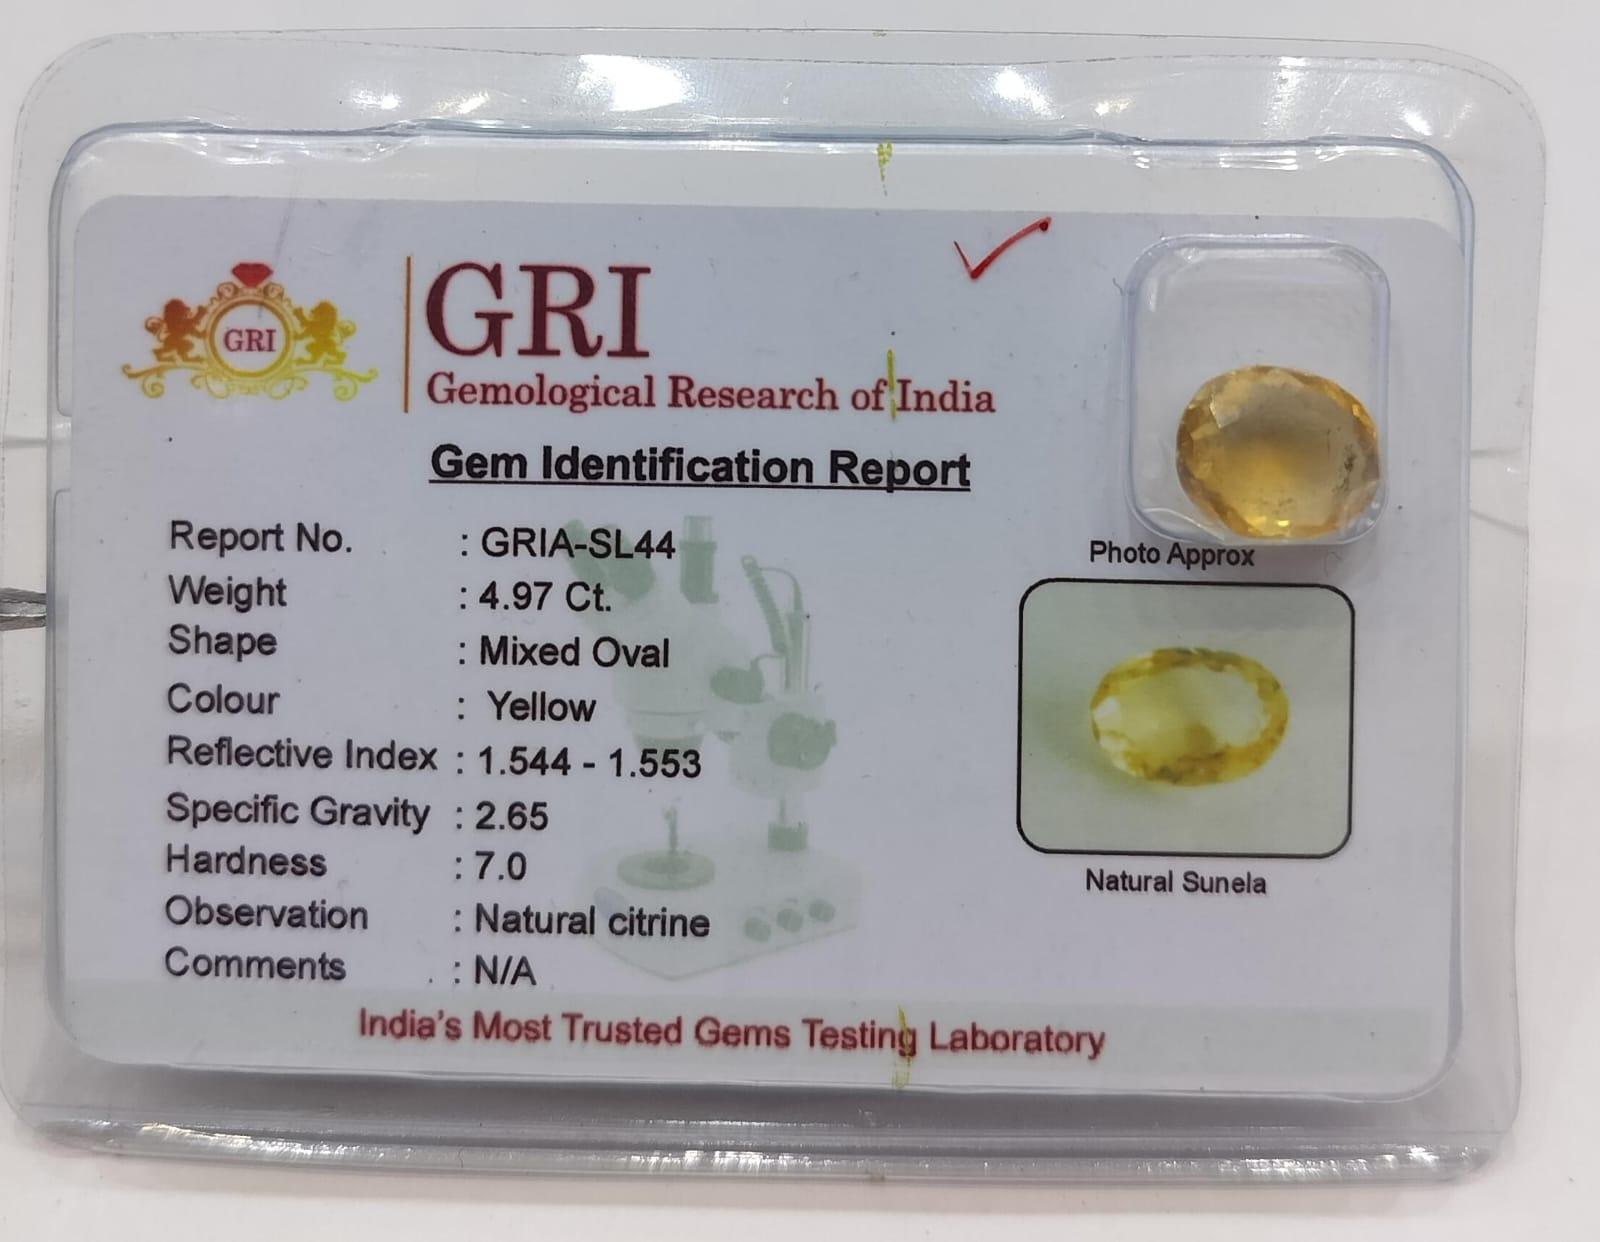 GRI
GRI
Gemological Research of India
Gem Identification Report
Report No. : GRIA-SL44
Weight : 4.97 Ct.
Shape : Mixed Oval
Colour : Yellow
Reflective Index : 1.544 - 1.553
Specific Gravity : 2.65
Hardness : 7.0
Observation : Natural citrine
Comments . : N/A
Photo Approx
Natural Sunela
India's Most Trusted Gems Testing Laboratory